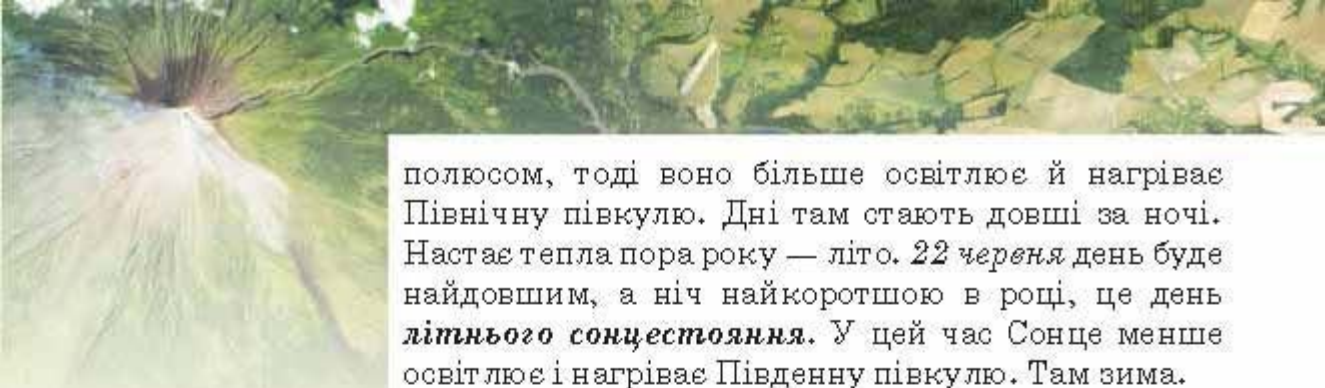 полюсом, тоді воно більше освітлює й нагріває
Північну півкулю. Дні там стають довші за ночі.
Настає тепла пора року — літо. 22 червня день буде
найдовшим, а ніч найкоротшою в році, це день
літнього сонцестояння. У цей час Сонце менше
освітлює і нагріває Південну півкулю. Там зима.